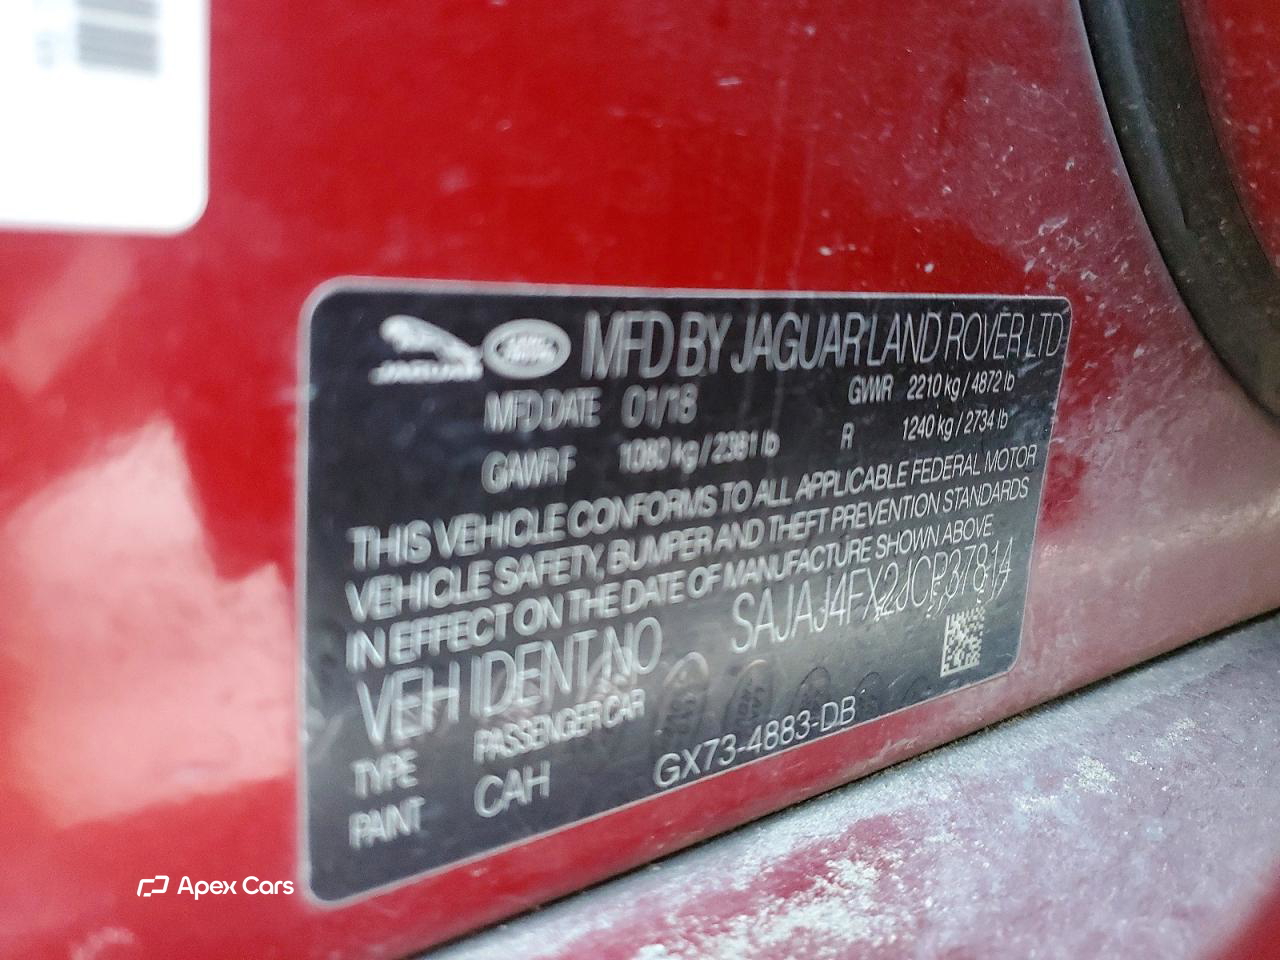 JAGUAR LAND ROVER MFD BY JAGUAR LAND ROVER LTD
MFD DATE 01/18 GVWR 2210 kg / 4872 lb
GAWR F 1080 kg / 2381 lb R 1240 kg / 2734 lb
THIS VEHICLE CONFORMS TO ALL APPLICABLE FEDERAL MOTOR
VEHICLE SAFETY, BUMPER AND THEFT PREVENTION STANDARDS
IN EFFECT ON THE DATE OF MANUFACTURE SHOWN ABOVE.
VEH IDENT NO SAJAJ4FX2JCP37814
TYPE PASSENGER CAR
PAINT CAH GX73-4883-DB
Apex Cars